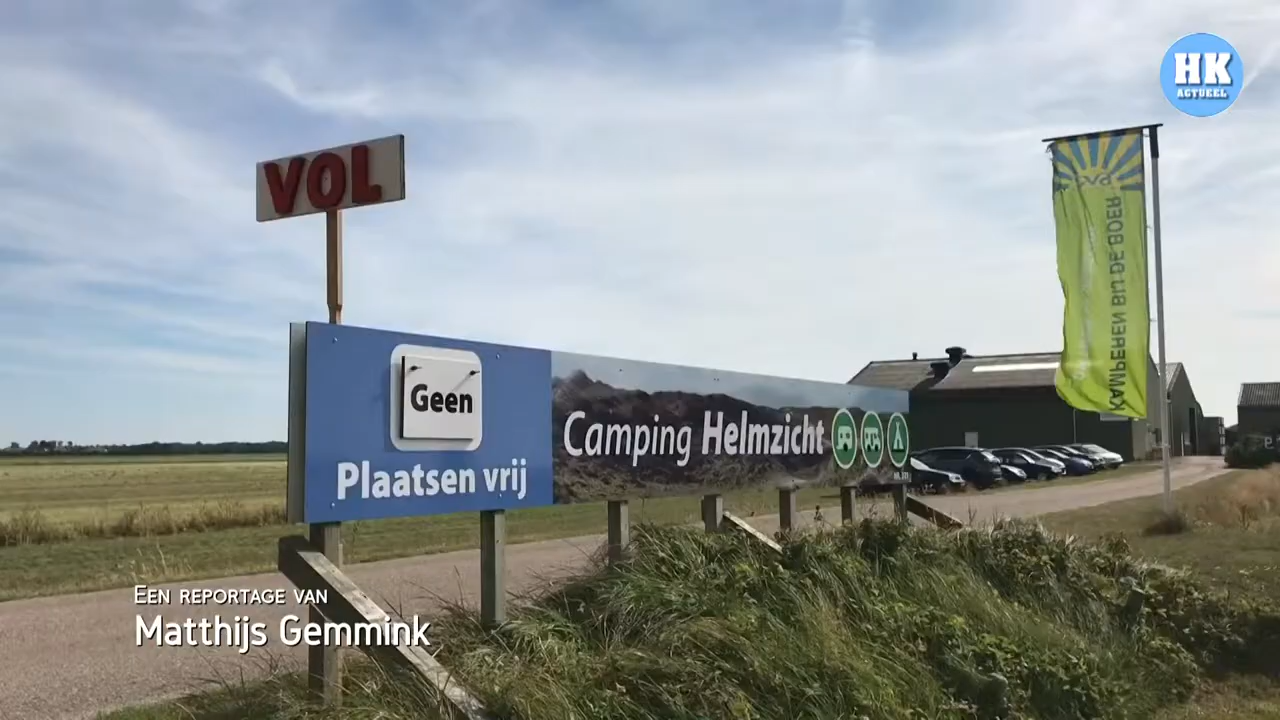 HK
ACTUEEL
VOL
KAMPEREN BIJ DE BOER
Geen
Plaatsen vrij
Camping Helmzicht
Een reportage van
Matthijs Gemmink